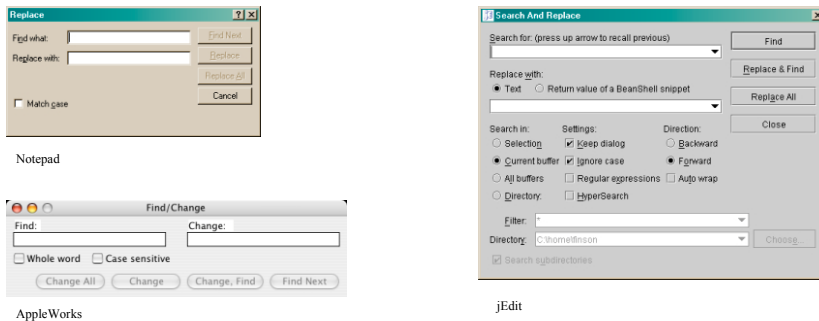 Replace
Find what:
Find Next
Replace with:
Replace
Replace All
Cancel
Match case
Notepad
Find/Change
Find:
Change:
Whole word
Case sensitive
Change All
Change
Change, Find
Find Next
AppleWorks
Search And Replace
Search for: (press up arrow to recall previous)
Find
Replace & Find
Replace with:
Text
Return value of a BeanShell snippet
Replace All
Close
Search in:
Settings:
Direction:
Selection
Keep dialog
Backward
Current buffer
Ignore case
Forward
All buffers
Regular expressions
Auto wrap
Directory:
HyperSearch
Filter:
*
Directory:
C:\home\finson
Choose...
Search subdirectories
jEdit